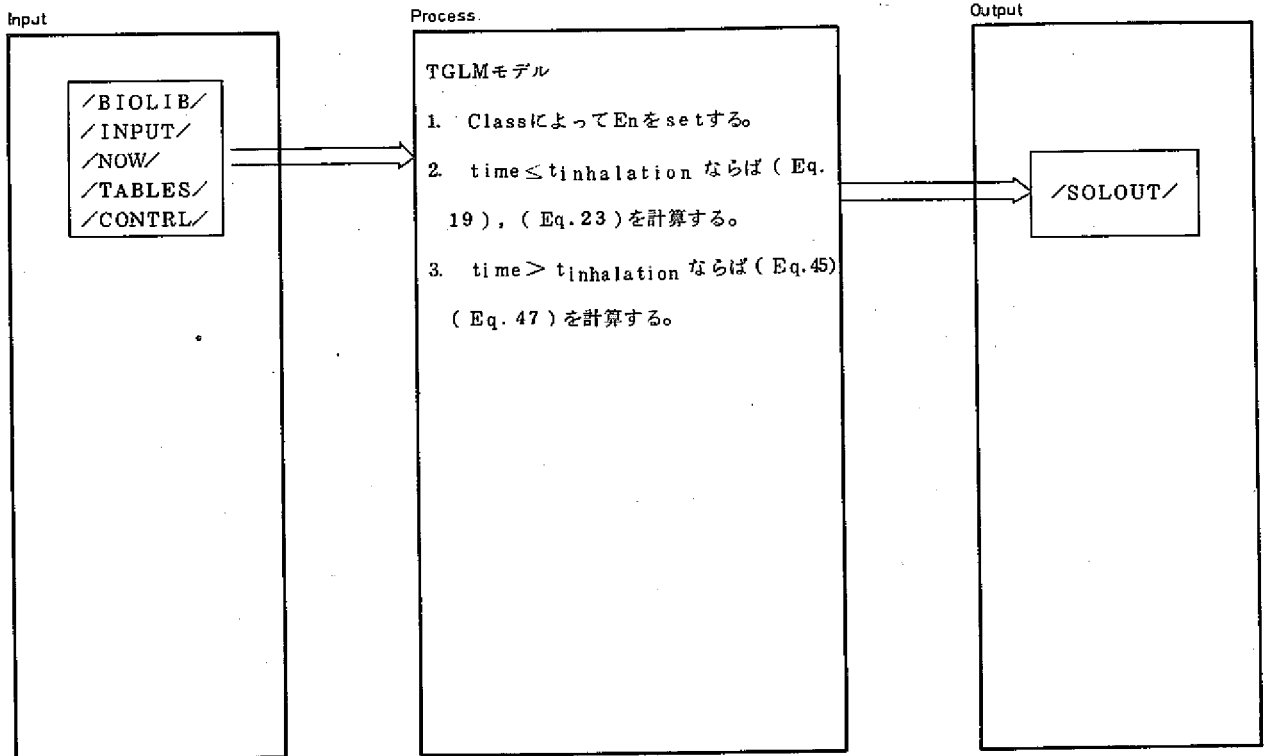 Input
/BIOLIB/
/INPUT/
/NOW/
/TABLES/
/CONTRL/
Process
TGLMモデル
1. ClassによってEnをsetする。
2. time≤tinhalation ならば ( Eq.
19 ) , ( Eq. 23 ) を計算する。
3. time＞tinhalation ならば ( Eq. 45)
( Eq. 47 ) を計算する。
Output
/SOLOUT/